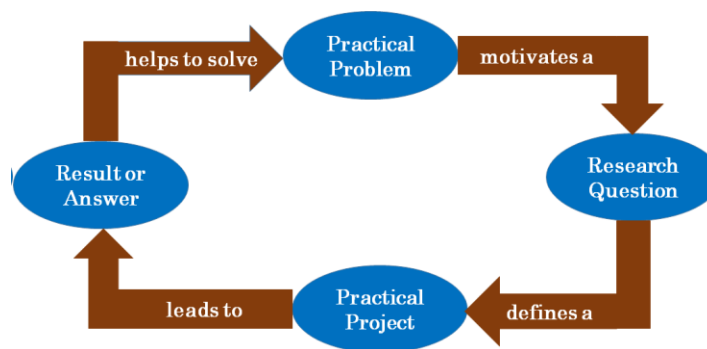 Practical
Problem
motivates a
Research
Question
defines a
Practical
Project
leads to
Result or
Answer
helps to solve